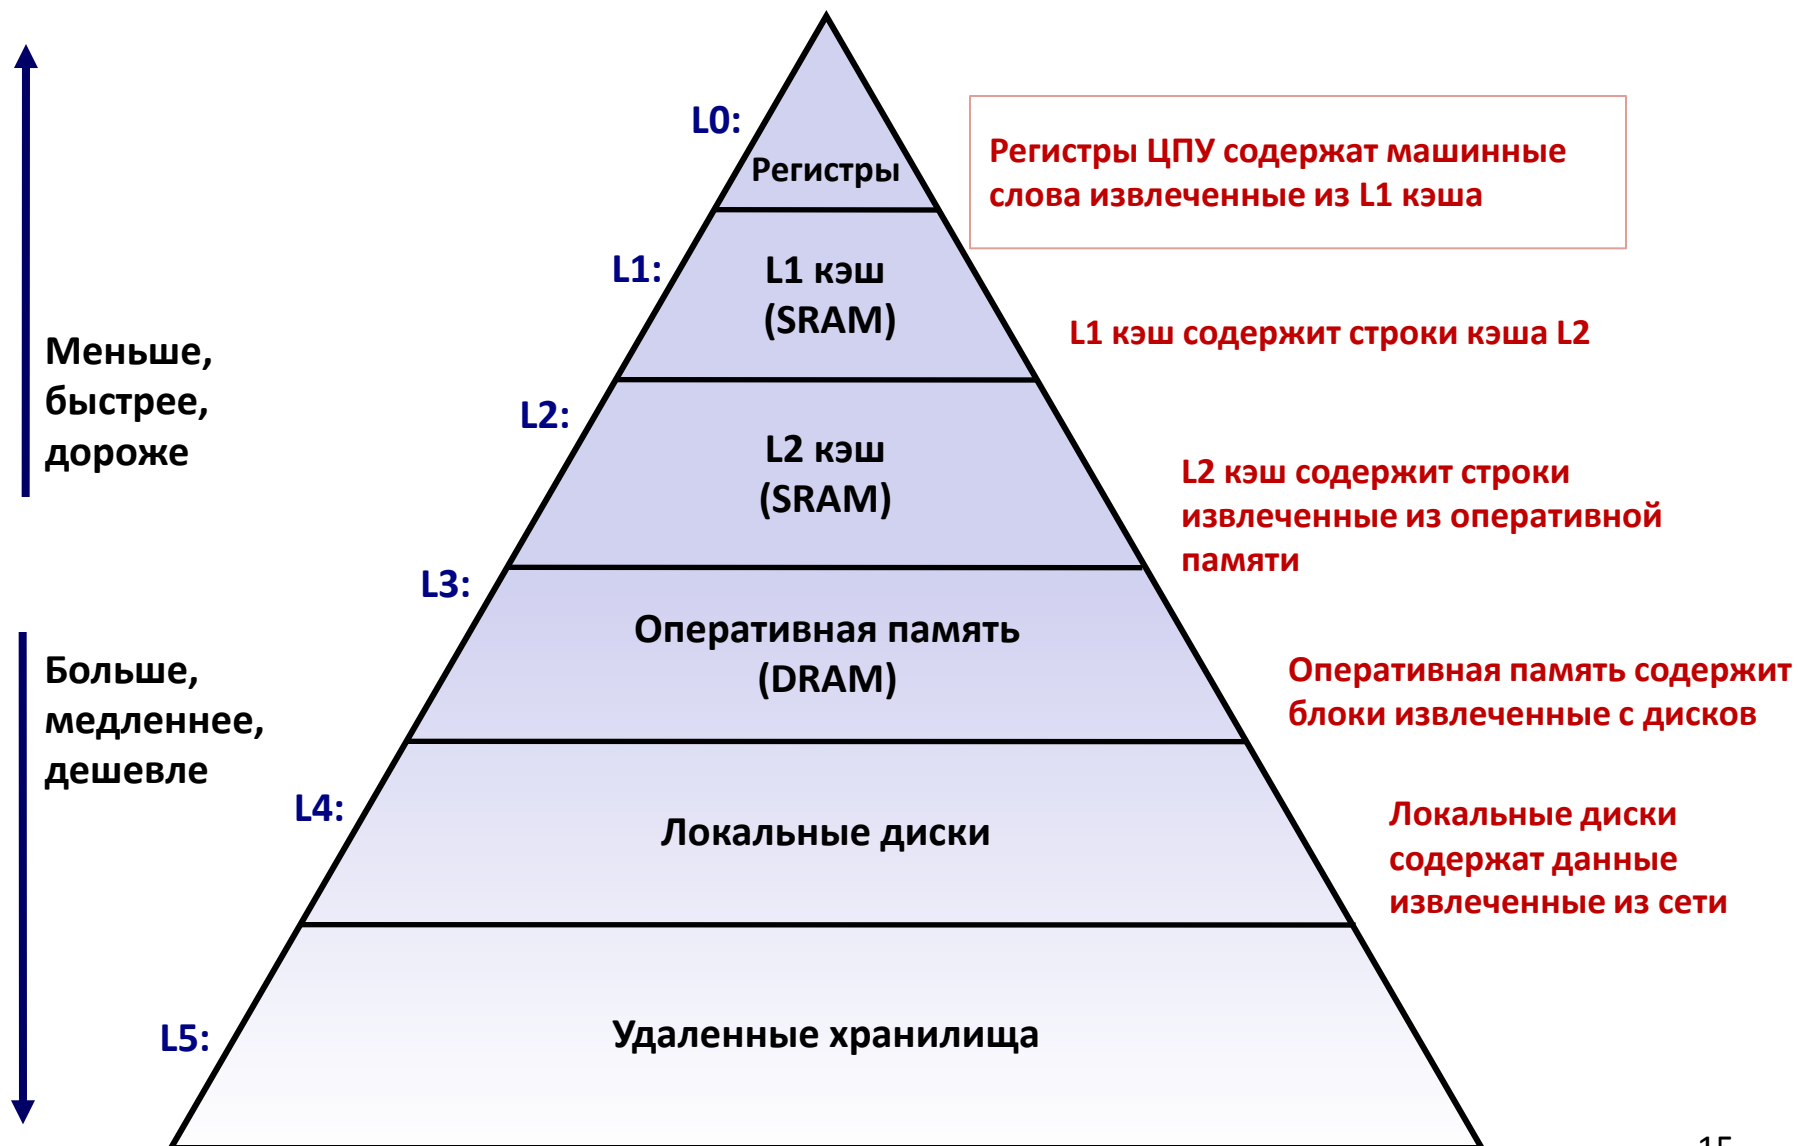 L0:
Регистры
Регистры ЦПУ содержат машинные
слова извлеченные из L1 кэша
L1:
L1 кэш
(SRAM)
L1 кэш содержит строки кэша L2
Меньше,
быстрее,
дороже
L2:
L2 кэш
(SRAM)
L2 кэш содержит строки
извлеченные из оперативной
памяти
L3:
Оперативная память
(DRAM)
Больше,
медленнее,
дешевле
Оперативная память содержит
блоки извлеченные с дисков
L4:
Локальные диски
Локальные диски
содержат данные
извлеченные из сети
L5:
Удаленные хранилища
15